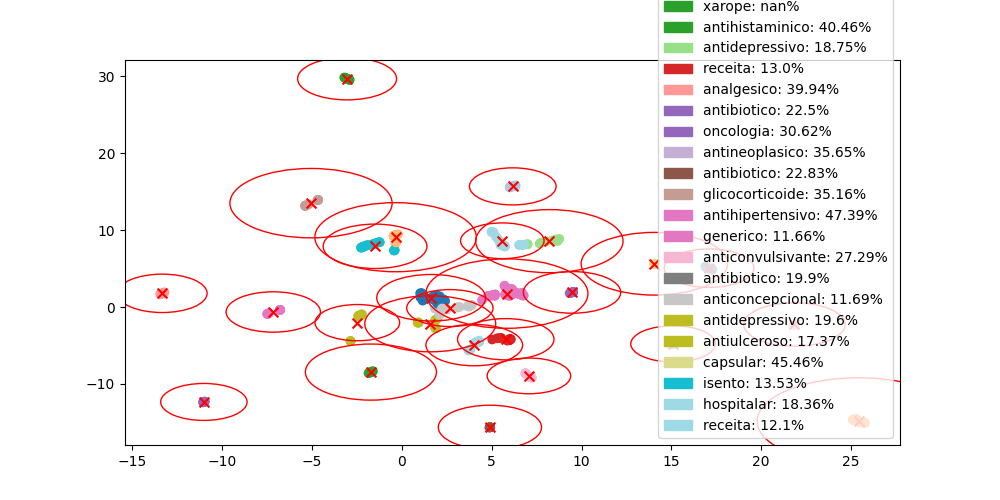 xarope: nan%
antihistaminico: 40.46%
antidepressivo: 18.75%
receita: 13.0%
analgesico: 39.94%
antibiotico: 22.5%
oncologia: 30.62%
antineoplasico: 35.65%
antibiotico: 22.83%
glicocorticoide: 35.16%
antihipertensivo: 47.39%
generico: 11.66%
anticonvulsivante: 27.29%
antibiotico: 19.9%
anticoncepcional: 11.69%
antidepressivo: 19.6%
antiulceroso: 17.37%
capsular: 45.46%
isento: 13.53%
hospitalar: 18.36%
receita: 12.1%
30
20
10
0
−10
−15 −10 −5 0 5 10 15 20 25